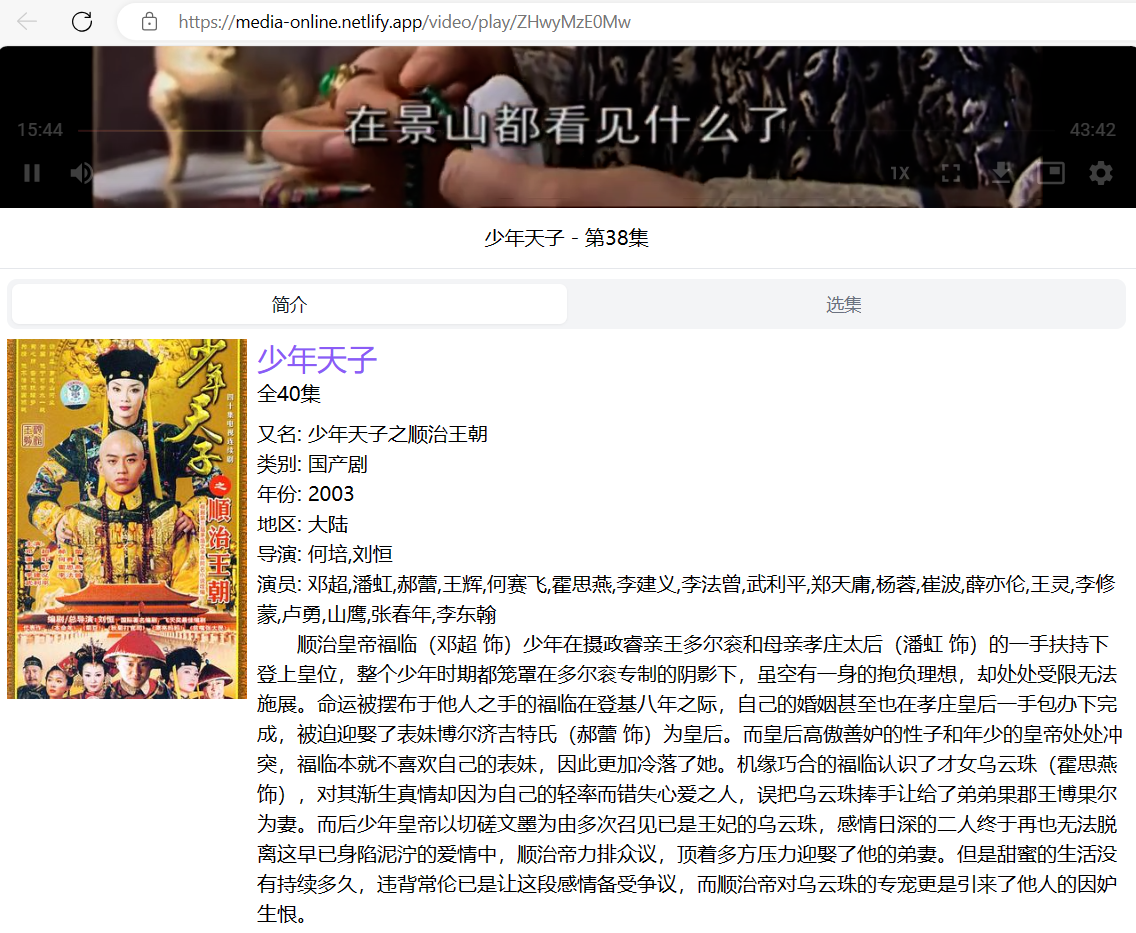 https://media-online.netlify.app/video/play/ZHwyMzE0Mw
在景山都看见什么了
15:44
43:42
1X
少年天子 - 第38集
简介
选集
少年天子
四十集电视连续剧
之
順治王朝
编剧/总导演:刘恒
少年天子
全40集
又名: 少年天子之顺治王朝
类别: 国产剧
年份: 2003
地区: 大陆
导演: 何培,刘恒
演员: 邓超,潘虹,郝蕾,王辉,何赛飞,霍思燕,李建义,李法曾,武利平,郑天庸,杨蓉,崔波,薛亦伦,王灵,李修
蒙,卢勇,山鹰,张春年,李东翰
顺治皇帝福临（邓超 饰）少年在摄政睿亲王多尔衮和母亲孝庄太后（潘虹 饰）的一手扶持下
登上皇位，整个少年时期都笼罩在多尔衮专制的阴影下，虽空有一身的抱负理想，却处处受限无法
施展。命运被摆布于他人之手的福临在登基八年之际，自己的婚姻甚至也在孝庄皇后一手包办下完
成，被迫迎娶了表妹博尔济吉特氏（郝蕾 饰）为皇后。而皇后高傲善妒的性子和年少的皇帝处处冲
突，福临本就不喜欢自己的表妹，因此更加冷落了她。机缘巧合的福临认识了才女乌云珠（霍思燕
饰），对其渐生真情却因为自己的轻率而错失心爱之人，误把乌云珠捧手让给了弟弟果郡王博果尔
为妻。而后少年皇帝以切磋文墨为由多次召见已是王妃的乌云珠，感情日深的二人终于再也无法脱
离这早已身陷泥泞的爱情中，顺治帝力排众议，顶着多方压力迎娶了他的弟妻。但是甜蜜的生活没
有持续多久，违背常伦已是让这段感情备受争议，而顺治帝对乌云珠的专宠更是引来了他人的因妒
生恨。